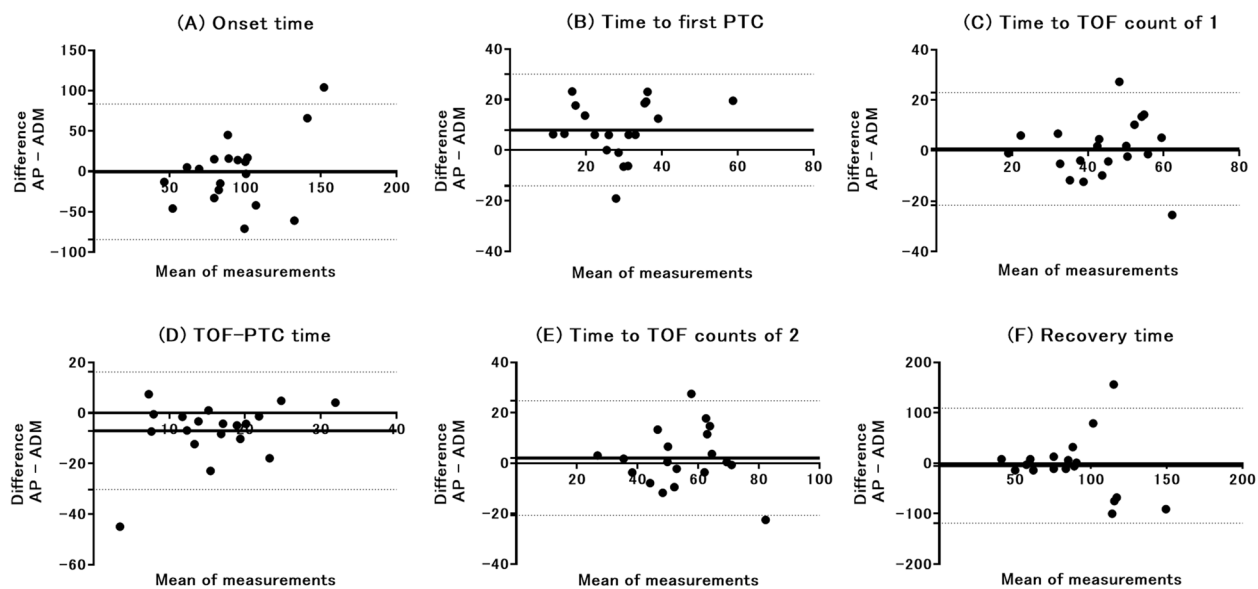 (A) Onset time
150
100
50
0
-50
-100
50
100
150
200
Difference
AP - ADM
Mean of measurements
(B) Time to first PTC
40
20
0
-20
-40
20
40
60
80
Difference
AP - ADM
Mean of measurements
(C) Time to TOF count of 1
40
20
0
-20
-40
20
40
60
80
Difference
AP - ADM
Mean of measurements
(D) TOF-PTC time
20
0
-20
-40
-60
10
20
30
40
Difference
AP - ADM
Mean of measurements
(E) Time to TOF counts of 2
40
20
0
-20
-40
20
40
60
80
100
Difference
AP - ADM
Mean of measurements
(F) Recovery time
200
100
0
-100
-200
50
100
150
200
Difference
AP - ADM
Mean of measurements